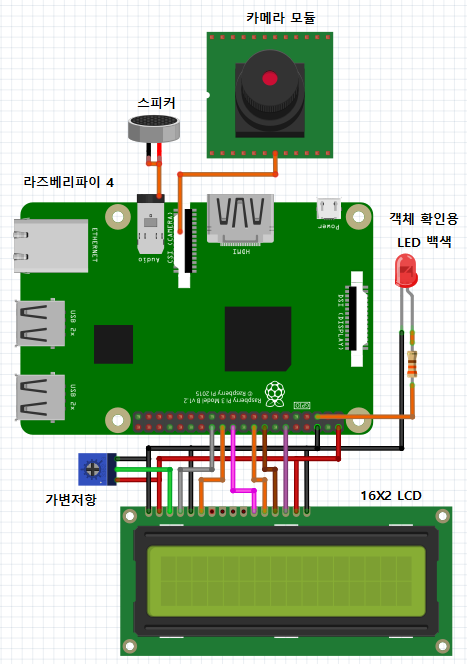 카메라 모듈
스피커
라즈베리파이 4
객체 확인용
LED 백색
ETHERNET
Audio
CSI (CAMERA)
HDMI
Power
DSI (DISPLAY)
USB 2x
USB 2x
Raspberry Pi 3 Model B v1.2
© Raspberry Pi 2015
GPIO
가변저항
16X2 LCD